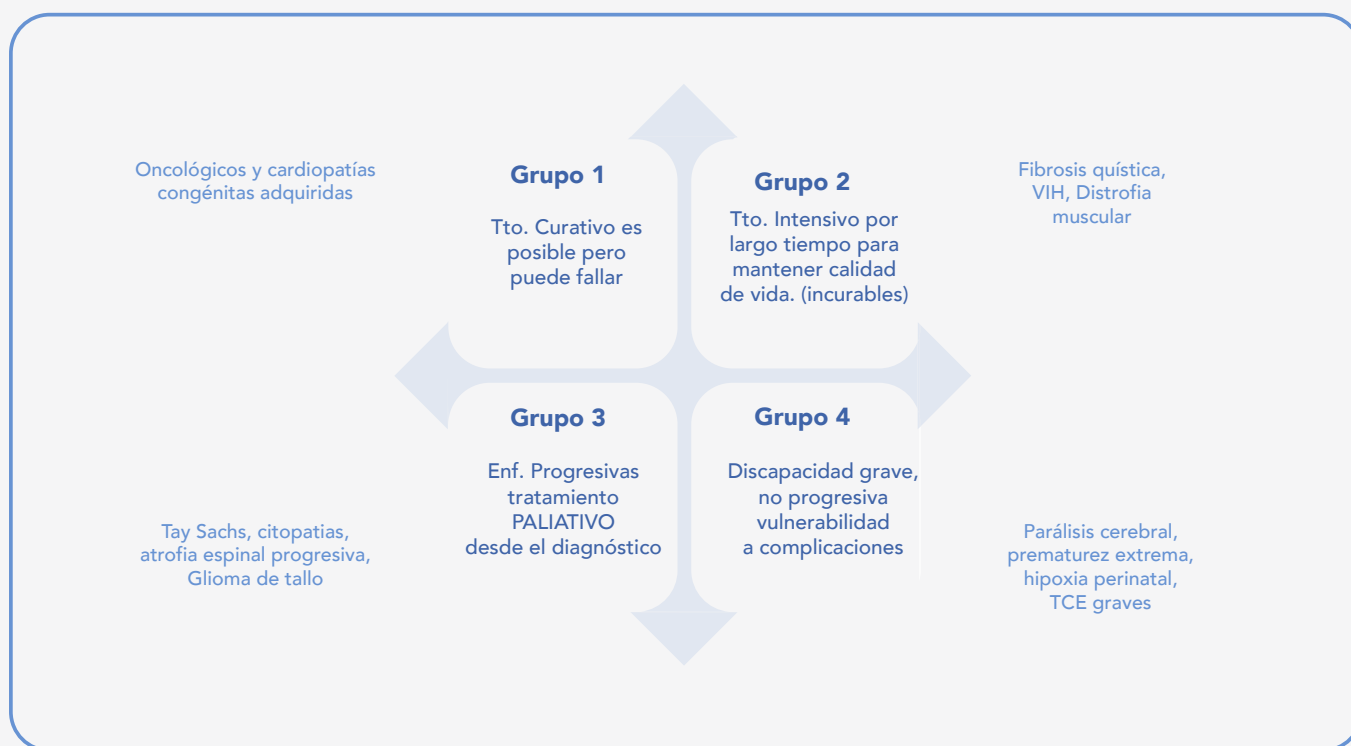 Oncológicos y cardiopatías
congénitas adquiridas
Grupo 1
Tto. Curativo es
posible pero
puede fallar
Grupo 2
Tto. Intensivo por
largo tiempo para
mantener calidad
de vida. (incurables)
Fibrosis quística,
VIH, Distrofia
muscular
Tay Sachs, citopatias,
atrofia espinal progresiva,
Glioma de tallo
Grupo 3
Enf. Progresivas
tratamiento
PALIATIVO
desde el diagnóstico
Grupo 4
Discapacidad grave,
no progresiva
vulnerabilidad
a complicaciones
Parálisis cerebral,
prematurez extrema,
hipoxia perinatal,
TCE graves